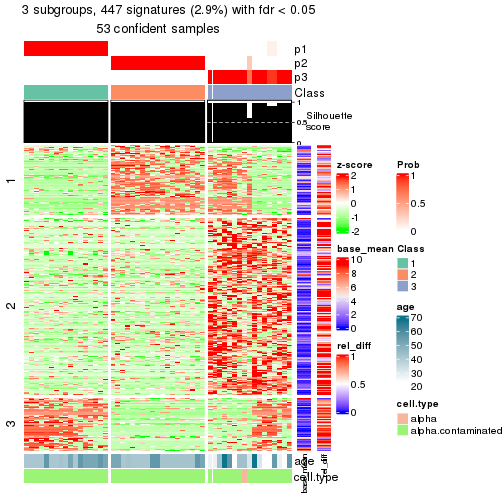 3 subgroups, 447 signatures (2.9%) with fdr < 0.05
53 confident samples
p1
p2
p3
Class
1
0.5
0
Silhouette
score
1
2
3
z-score
2
1
0
-1
-2
Prob
1
0.5
0
base_mean
10
8
6
4
2
0
Class
1
2
3
rel_diff
1
0.5
0
age
70
60
50
40
30
20
cell.type
alpha
alpha.contaminated
age
cell.type
base_mean
rel_diff